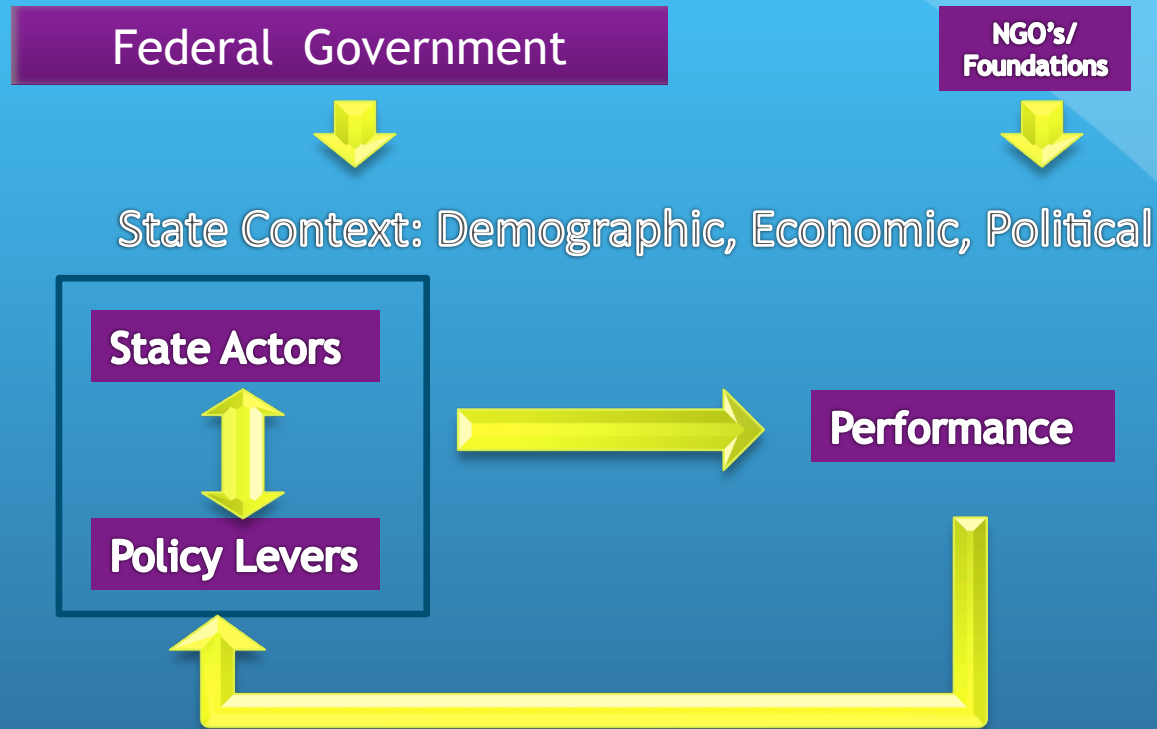 Federal Government
NGO's/
Foundations
State Context: Demographic, Economic, Political
State Actors
Performance
Policy Levers